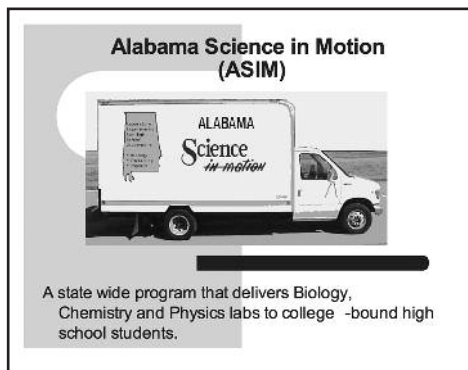 Alabama Science in Motion
(ASIM)
ALABAMA
Science
in motion
A state wide program that delivers Biology,
Chemistry and Physics labs to college -bound high
school students.